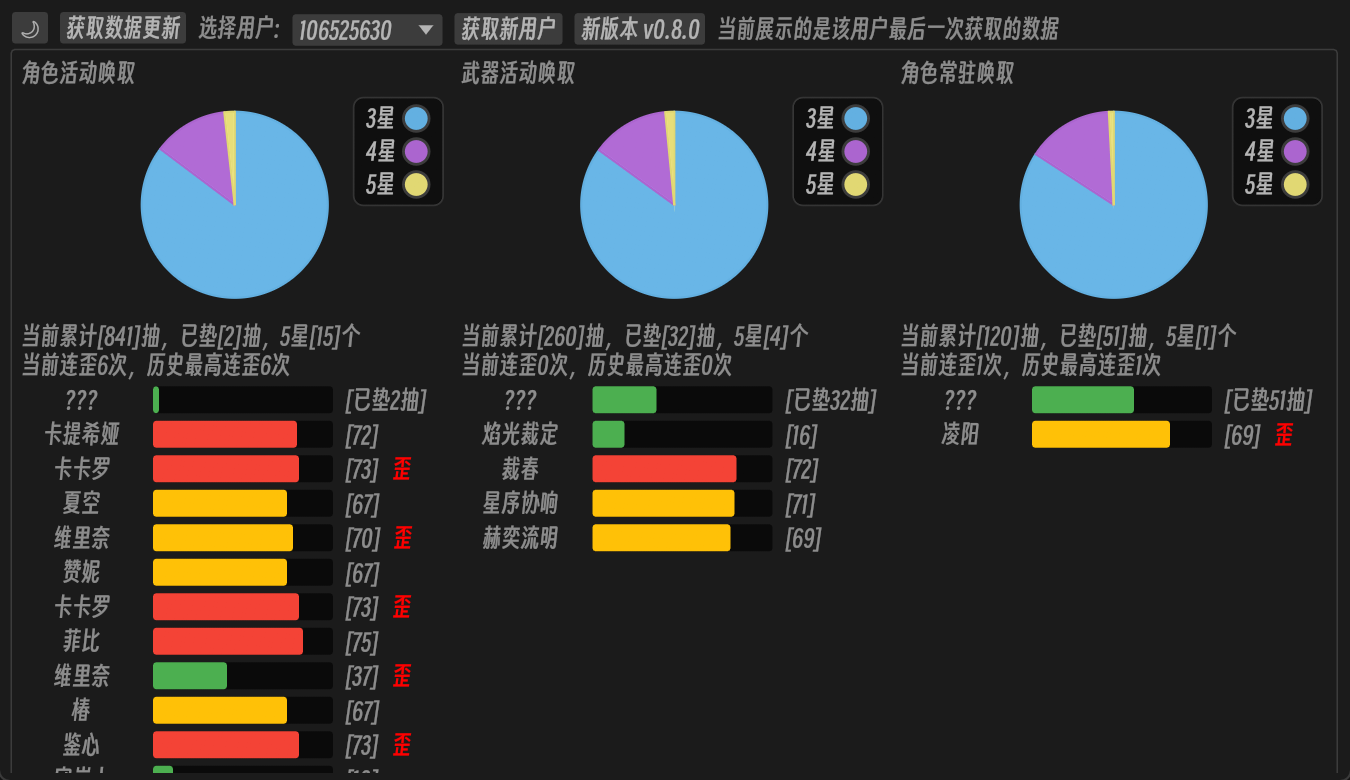 获取数据更新 选择用户: 106525630 获取新用户 新版本 v0.8.0 当前展示的是该用户最后一次获取的数据
角色活动唤取
3星
4星
5星
当前累计[841]抽，已垫[2]抽，5星[15]个
当前连歪6次，历史最高连歪6次
??? [已垫2抽]
卡提希娅 [72]
卡卡罗 [73] 歪
夏空 [67]
维里奈 [70] 歪
赞妮 [67]
卡卡罗 [73] 歪
菲比 [75]
维里奈 [37] 歪
椿 [67]
鉴心 [73] 歪
武器活动唤取
3星
4星
5星
当前累计[260]抽，已垫[32]抽，5星[4]个
当前连歪0次，历史最高连歪0次
??? [已垫32抽]
焰光裁定 [16]
裁春 [72]
星序协响 [71]
赫奕流明 [69]
角色常驻唤取
3星
4星
5星
当前累计[120]抽，已垫[51]抽，5星[1]个
当前连歪1次，历史最高连歪1次
??? [已垫51抽]
凌阳 [69] 歪